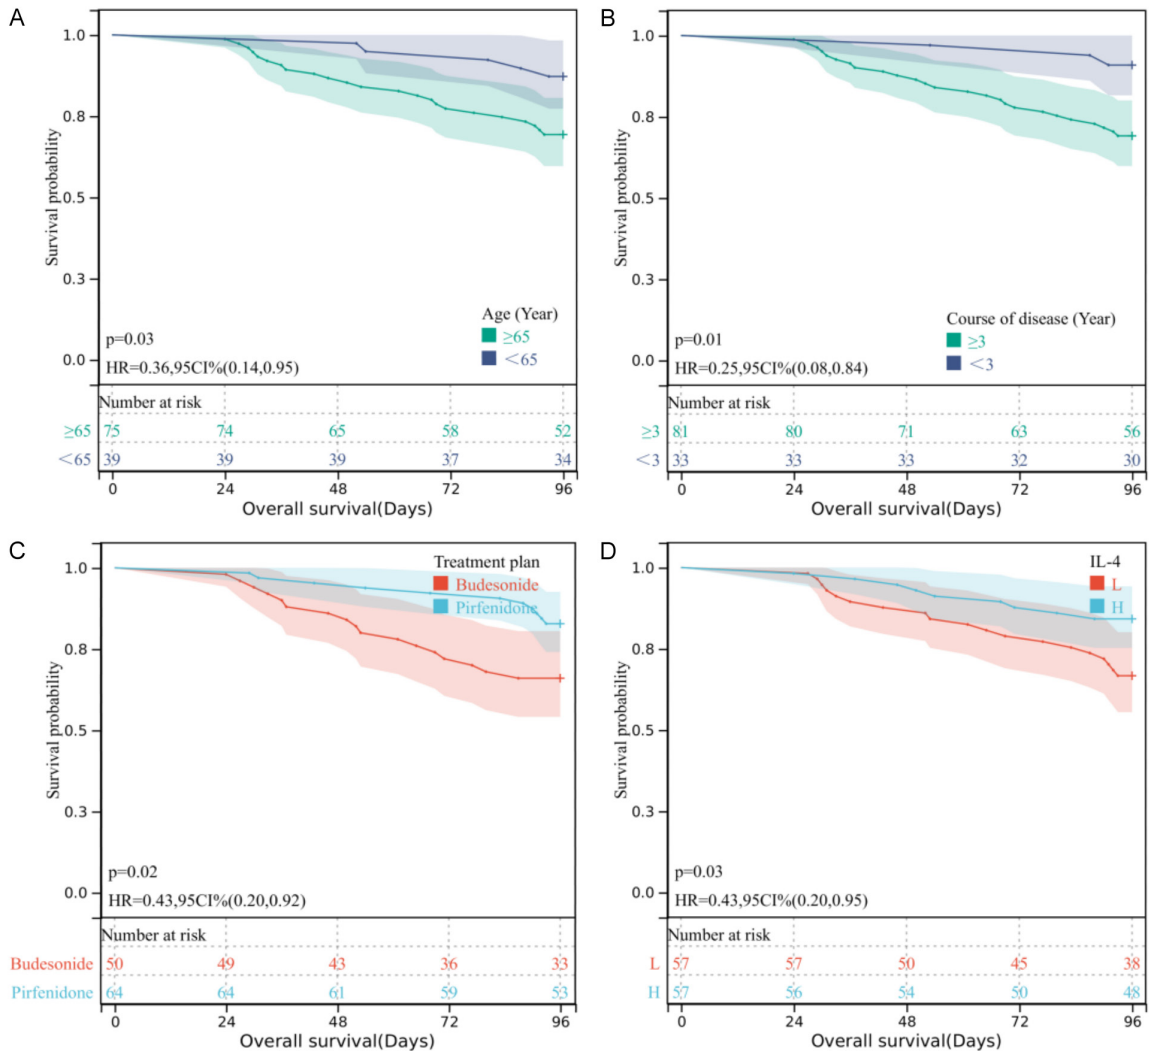 A
1.0
0.8
0.5
0.3
0.0
Survival probability
Age (Year)
≥65
<65
p=0.03
HR=0.36,95CI%(0.14,0.95)
Number at risk
≥65 75 74 65 58 52
<65 39 39 39 37 34
0 24 48 72 96
Overall survival(Days)
B
1.0
0.8
0.5
0.3
0.0
Survival probability
Course of disease (Year)
≥3
<3
p=0.01
HR=0.25,95CI%(0.08,0.84)
Number at risk
≥3 81 80 71 63 56
<3 33 33 33 32 30
0 24 48 72 96
Overall survival(Days)
C
1.0
0.8
0.5
0.3
0.0
Survival probability
Treatment plan
Budesonide
Pirfenidone
p=0.02
HR=0.43,95CI%(0.20,0.92)
Number at risk
Budesonide 50 49 43 36 33
Pirfenidone 64 64 61 59 53
0 24 48 72 96
Overall survival(Days)
D
1.0
0.8
0.5
0.3
0.0
Survival probability
IL-4
L
H
p=0.03
HR=0.43,95CI%(0.20,0.95)
Number at risk
L 57 57 50 45 38
H 57 56 54 50 48
0 24 48 72 96
Overall survival(Days)